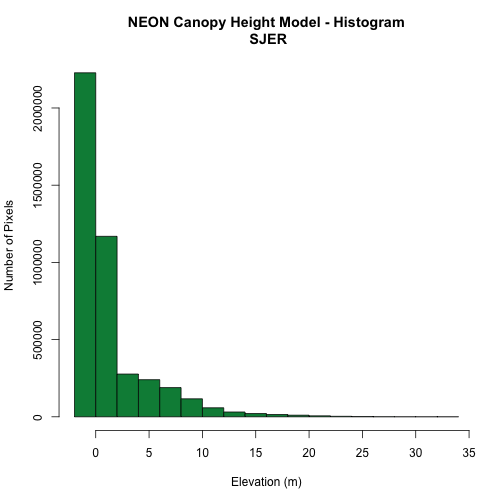 NEON Canopy Height Model - Histogram
SJER
Number of Pixels
2000000
1500000
1000000
500000
0
0 5 10 15 20 25 30 35
Elevation (m)